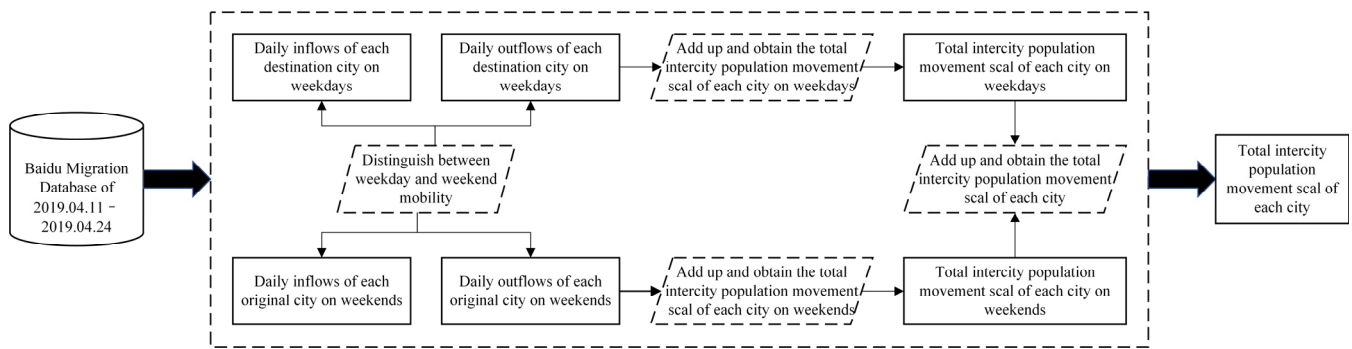 Baidu Migration
Database of
2019.04.11 -
2019.04.24
Daily inflows of each
destination city on
weekdays
Daily outflows of each
destination city on
weekdays
Add up and obtain the total
intercity population movement
scal of each city on weekdays
Total intercity population
movement scal of each city on
weekdays
Distinguish between
weekday and weekend
mobility
Add up and obtain the total
intercity population movement
scal of each city
Daily inflows of each
original city on weekends
Daily outflows of each
original city on weekends
Add up and obtain the total
intercity population movement
scal of each city on weekends
Total intercity population
movement scal of each city on
weekends
Total intercity
population
movement scal of
each city